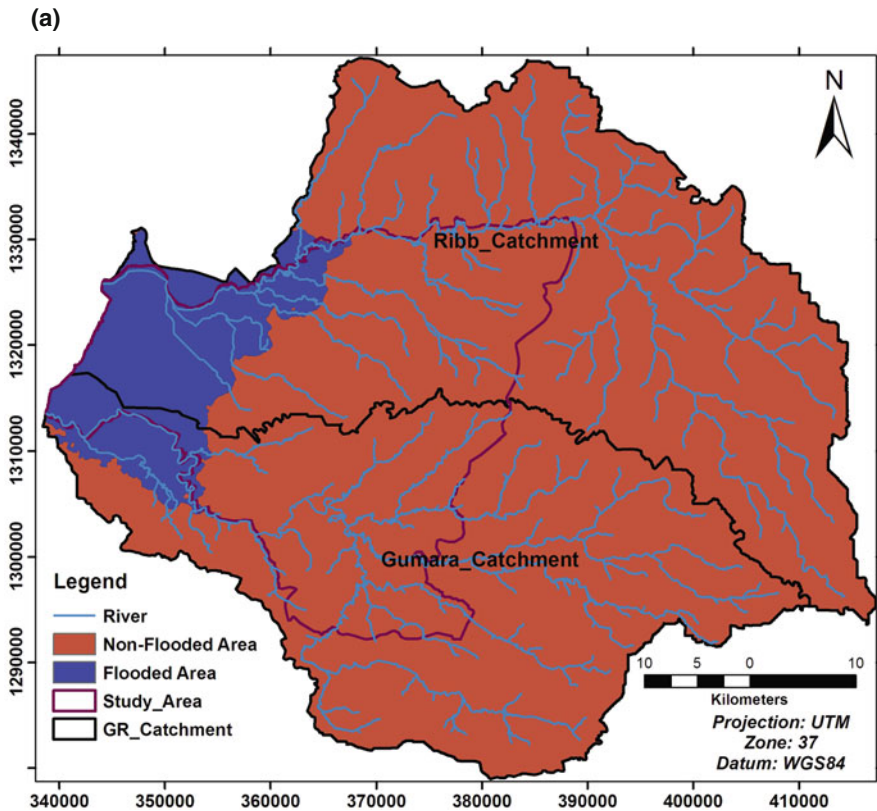 (a)
N
1340000
1330000
1320000
1310000
1300000
1290000
Ribb_Catchment
Gumara_Catchment
Legend
River
Non-Flooded Area
Flooded Area
Study_Area
GR_Catchment
10 5 0 10
Kilometers
Projection: UTM
Zone: 37
Datum: WGS84
340000 350000 360000 370000 380000 390000 400000 410000